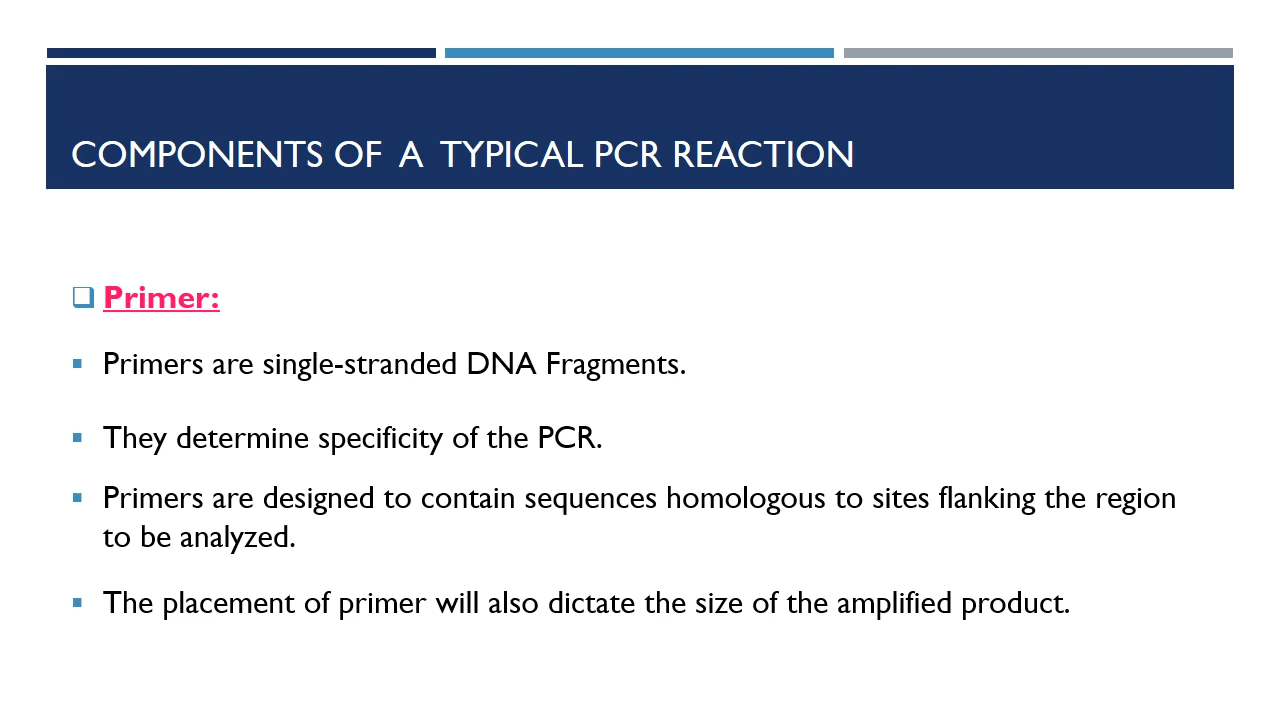 COMPONENTS OF A TYPICAL PCR REACTION
Primer:
Primers are single-stranded DNA Fragments.
They determine specificity of the PCR.
Primers are designed to contain sequences homologous to sites flanking the region
to be analyzed.
The placement of primer will also dictate the size of the amplified product.